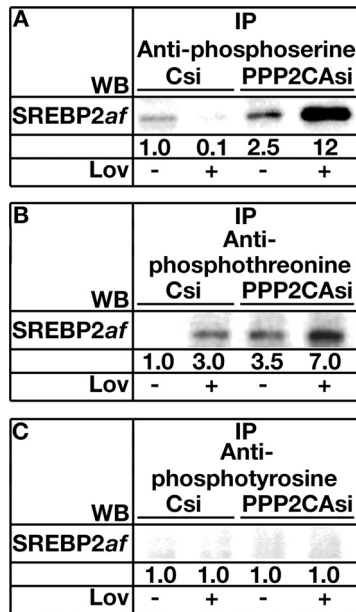 A IP
Anti-phosphoserine
WB Csi PPP2CAsi
SREBP2af
1.0 0.1 2.5 12
Lov - + - +
B IP
Anti-
phosphothreonine
WB Csi PPP2CAsi
SREBP2af
1.0 3.0 3.5 7.0
Lov - + - +
C IP
Anti-
phosphotyrosine
Csi PPP2CAsi
WB
SREBP2af
1.0 1.0 1.0 1.0
Lov - + - +